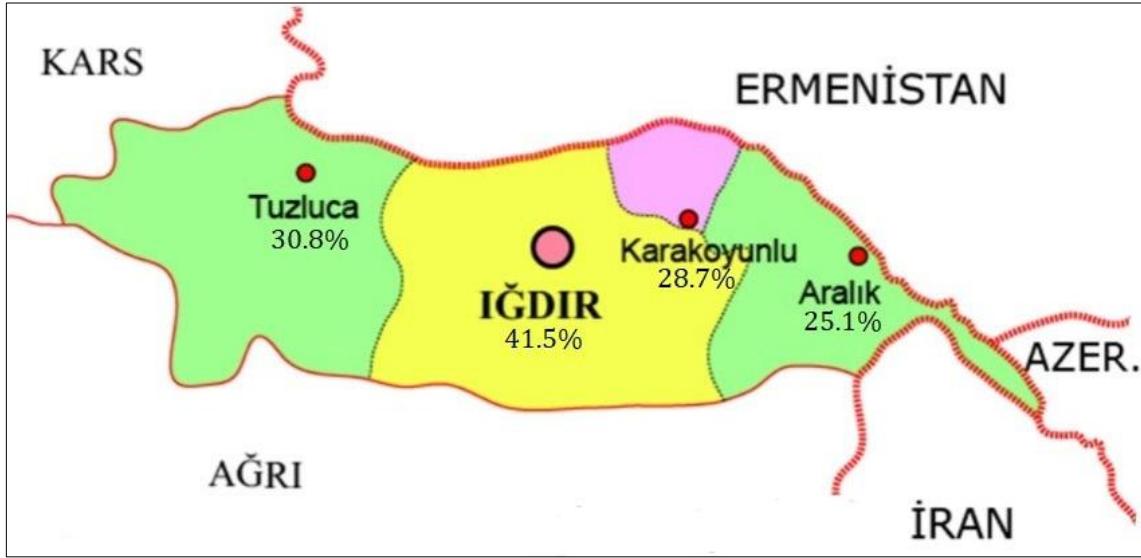 KARS
ERMENİSTAN
Tuzluca
30.8%
Karakoyunlu
28.7%
IĞDIR
41.5%
Aralık
25.1%
AZER.
AĞRI
İRAN